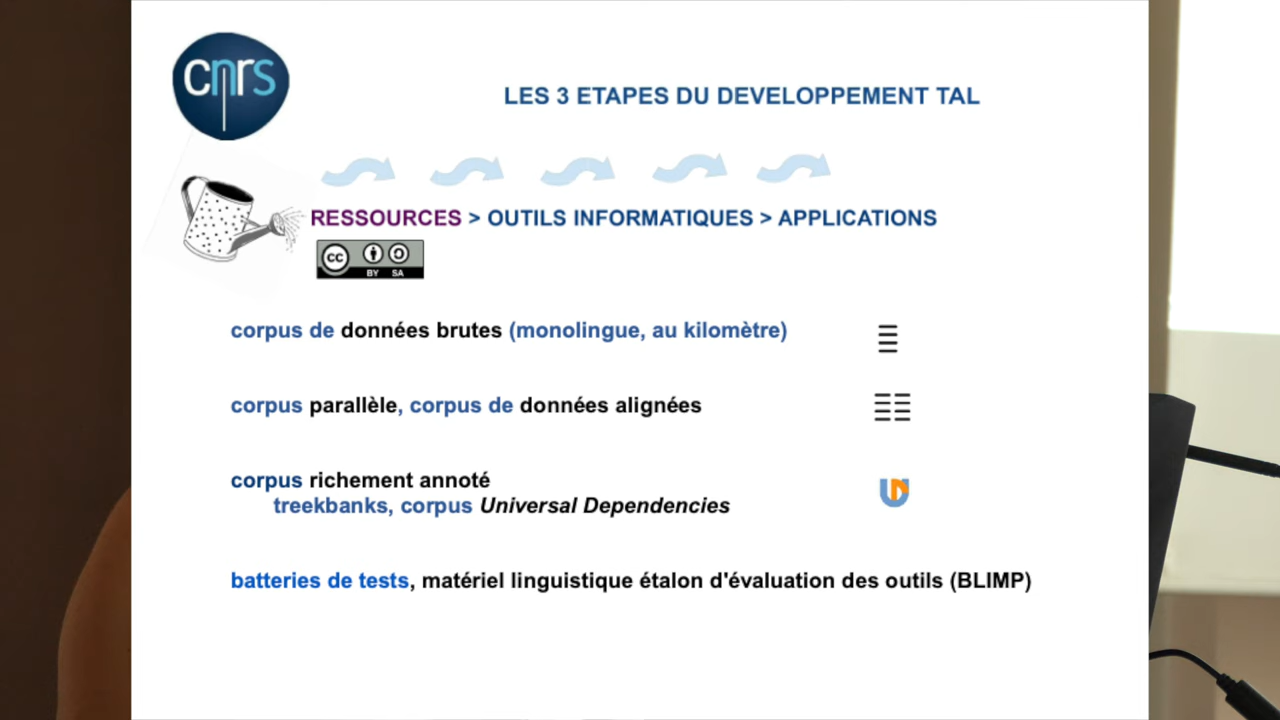 cnrs
LES 3 ETAPES DU DEVELOPPEMENT TAL
RESSOURCES > OUTILS INFORMATIQUES > APPLICATIONS
cc
BY SA
corpus de données brutes (monolingue, au kilomètre)
corpus parallèle, corpus de données alignées
corpus richement annoté
treekbanks, corpus Universal Dependencies
batteries de tests, matériel linguistique étalon d'évaluation des outils (BLIMP)